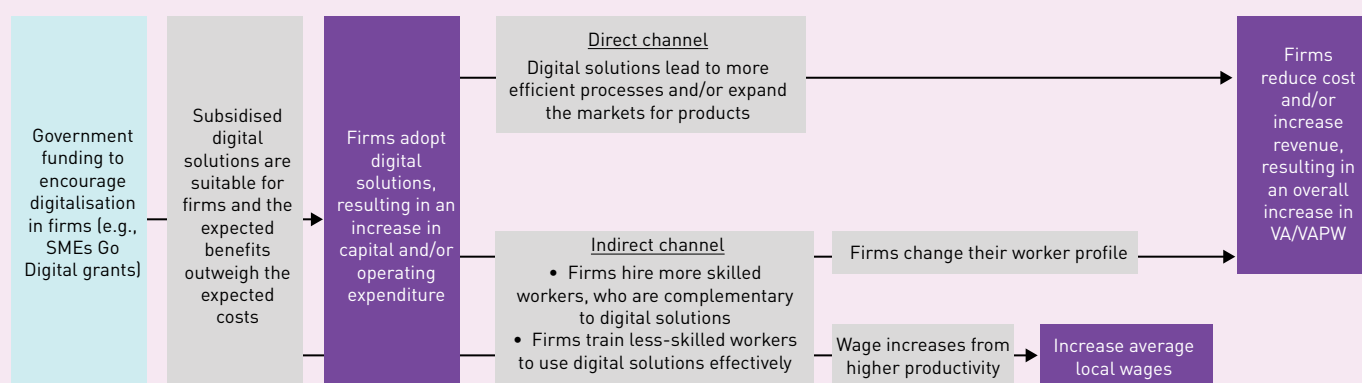 Government
funding to
encourage
digitalisation
in firms (e.g.,
SMEs Go
Digital grants)
Subsidised
digital
solutions are
suitable for
firms and the
expected
benefits
outweigh the
expected
costs
Firms adopt
digital
solutions,
resulting in an
increase in
capital and/or
operating
expenditure
Direct channel
Digital solutions lead to more
efficient processes and/or expand
the markets for products
Indirect channel
• Firms hire more skilled
workers, who are complementary
to digital solutions
• Firms train less-skilled workers
to use digital solutions effectively
Firms change their worker profile
Wage increases from
higher productivity
Increase average
local wages
Firms
reduce cost
and/or
increase
revenue,
resulting in
an overall
increase in
VA/VAPW